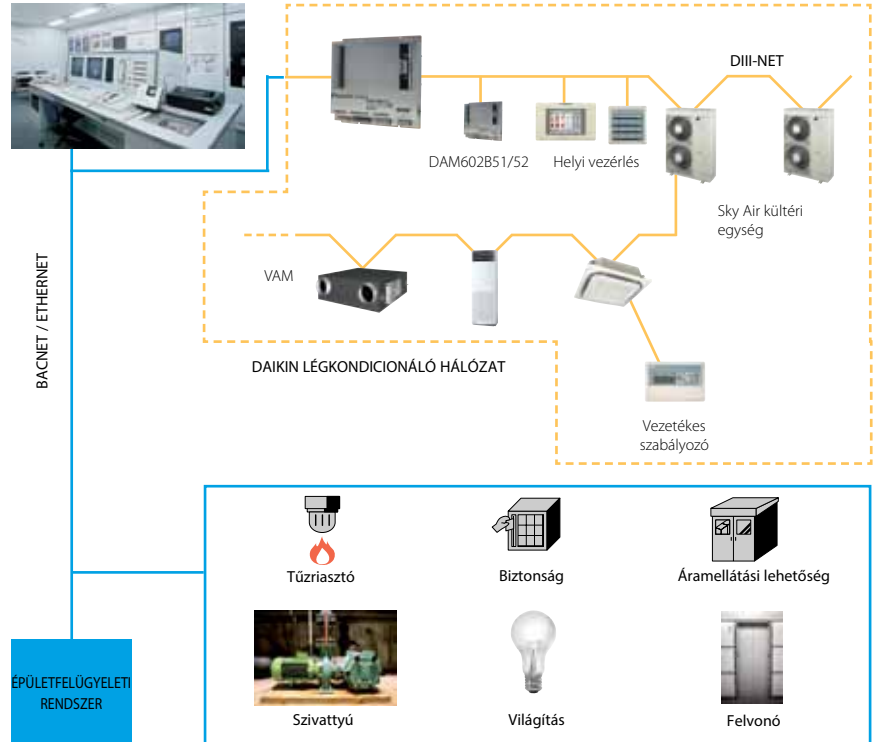 DIII-NET
DAM602B51/52
Helyi vezérlés
Sky Air kültéri
egység
VAM
BACNET / ETHERNET
DAIKIN LÉGKONDICIONÁLÓ HÁLÓZAT
Vezetékes
szabályozó
Tűzriasztó
Biztonság
Áramellátási lehetőség
ÉPÜLETFELÜGYELETI
RENDSZER
Szivattyú
Világítás
Felvonó